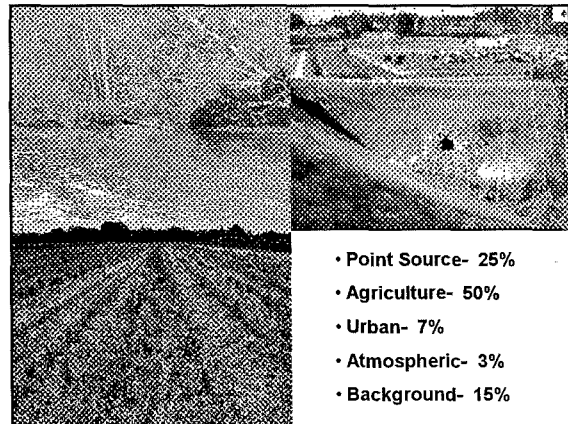 • Point Source- 25%
• Agriculture- 50%
• Urban- 7%
• Atmospheric- 3%
• Background- 15%